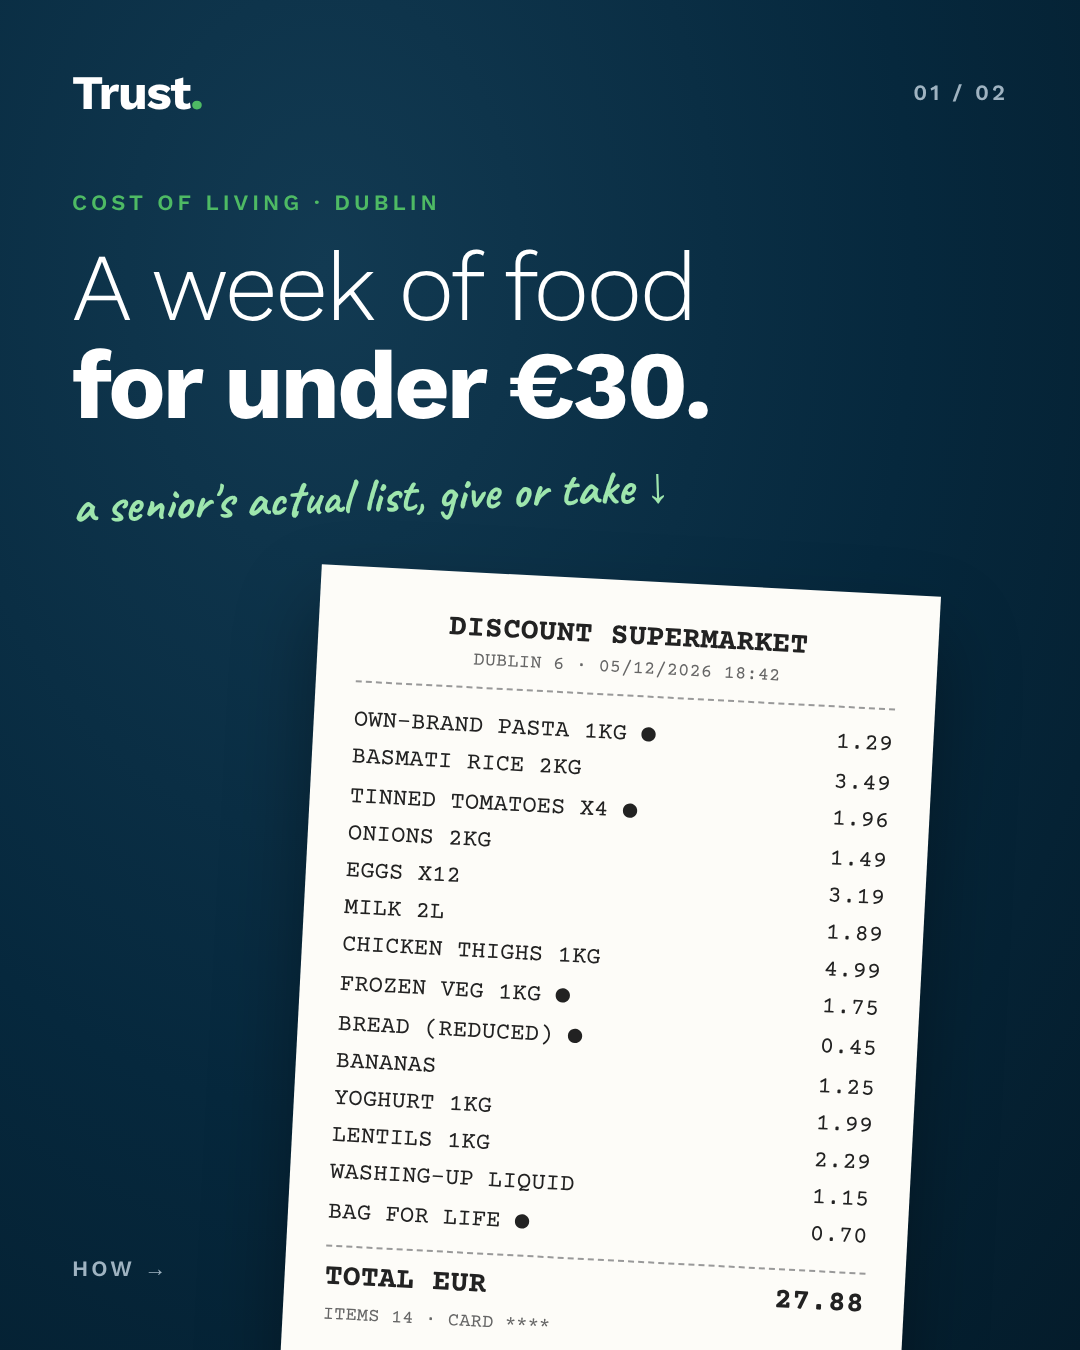 Trust.
01 / 02
COST OF LIVING · DUBLIN
A week of food
for under €30.
a senior's actual list, give or take ↓
DISCOUNT SUPERMARKET
DUBLIN 6 · 05/12/2026 18:42
OWN-BRAND PASTA 1KG ● 1.29
BASMATI RICE 2KG 3.49
TINNED TOMATOES X4 ● 1.96
ONIONS 2KG 1.49
EGGS X12 3.19
MILK 2L 1.89
CHICKEN THIGHS 1KG 4.99
FROZEN VEG 1KG ● 1.75
BREAD (REDUCED) ● 0.45
BANANAS 1.25
YOGHURT 1KG 1.99
LENTILS 1KG 2.29
WASHING-UP LIQUID 1.15
BAG FOR LIFE ● 0.70
TOTAL EUR 27.88
ITEMS 14 · CARD ****
HOW →